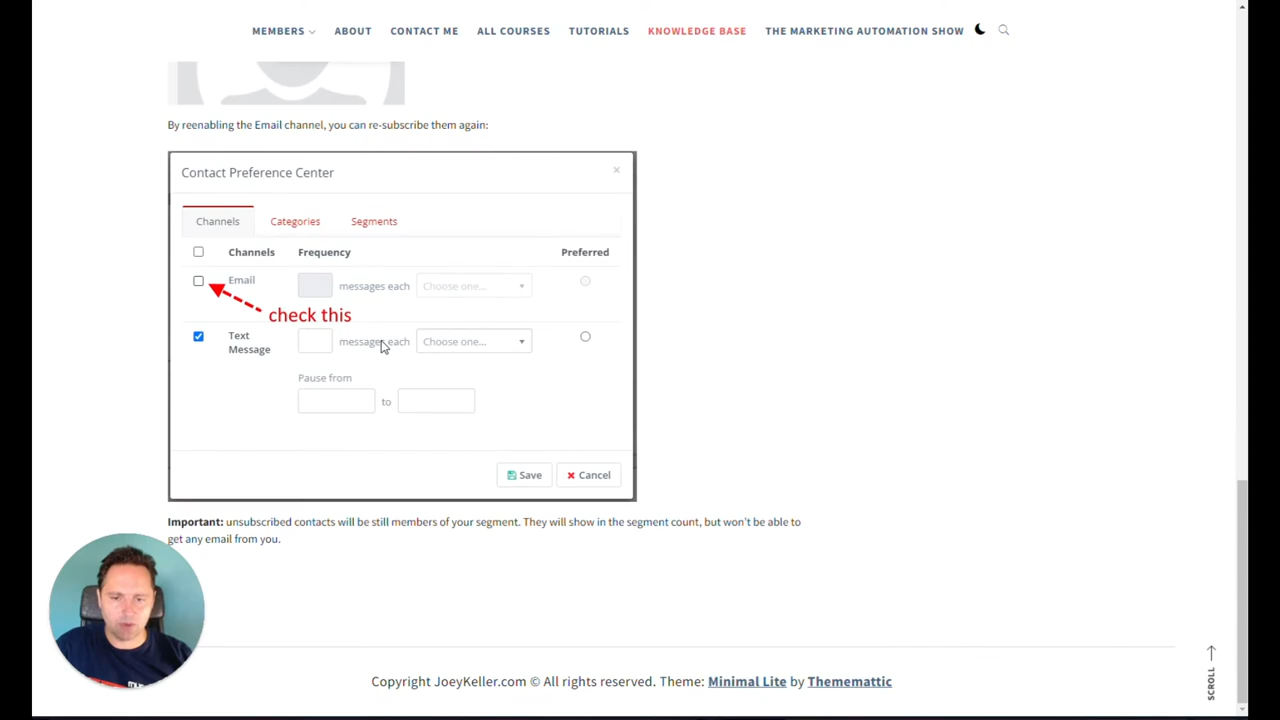 MEMBERS ABOUT CONTACT ME ALL COURSES TUTORIALS KNOWLEDGE BASE THE MARKETING AUTOMATION SHOW
By reenabling the Email channel, you can re-subscribe them again:
Contact Preference Center ×
Channels Categories Segments
Channels Frequency Preferred
Email messages each Choose one...
check this
Text Message messages each Choose one...
Pause from
to
Save Cancel
Important: unsubscribed contacts will be still members of your segment. They will show in the segment count, but won't be able to
get any email from you.
SCROLL
Copyright JoeyKeller.com © All rights reserved. Theme: Minimal Lite by Thememattic